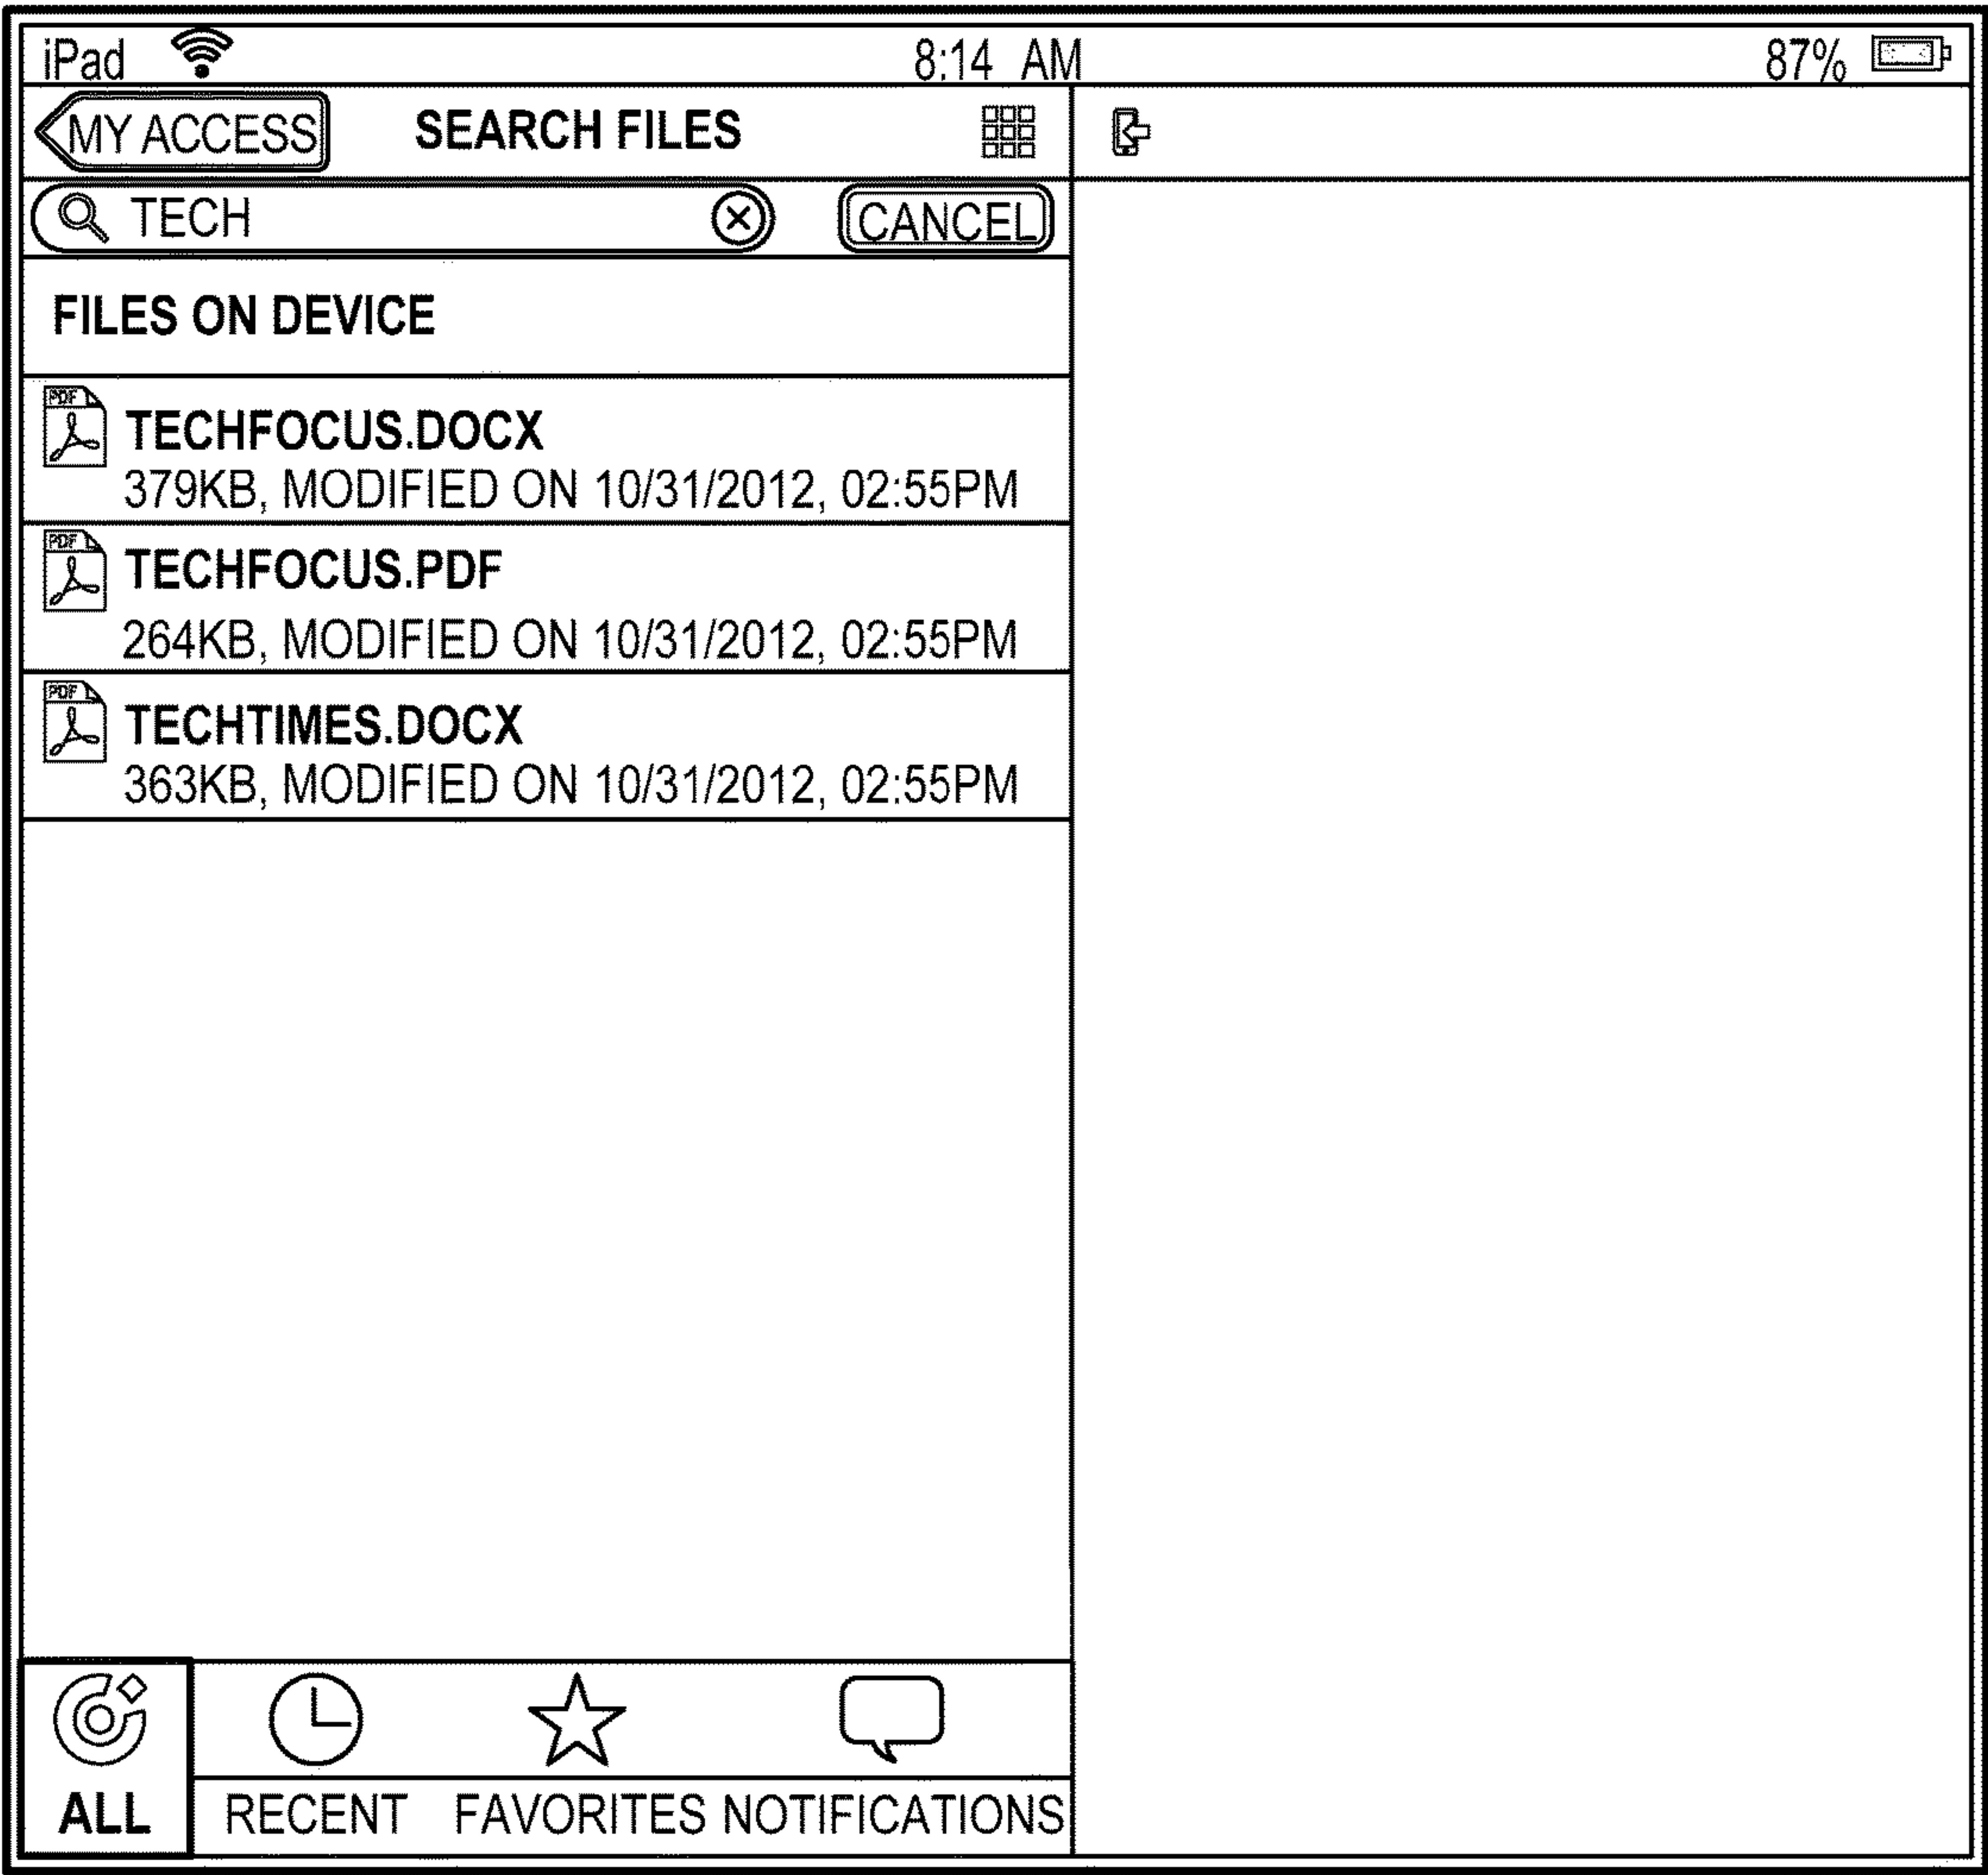 iPad 8:14 AM 87%
MY ACCESS SEARCH FILES
TECH CANCEL
FILES ON DEVICE
PDF
TECHFOCUS.DOCX
379KB, MODIFIED ON 10/31/2012, 02:55PM
PDF
TECHFOCUS.PDF
264KB, MODIFIED ON 10/31/2012, 02:55PM
PDF
TECHTIMES.DOCX
363KB, MODIFIED ON 10/31/2012, 02:55PM
ALL RECENT FAVORITES NOTIFICATIONS